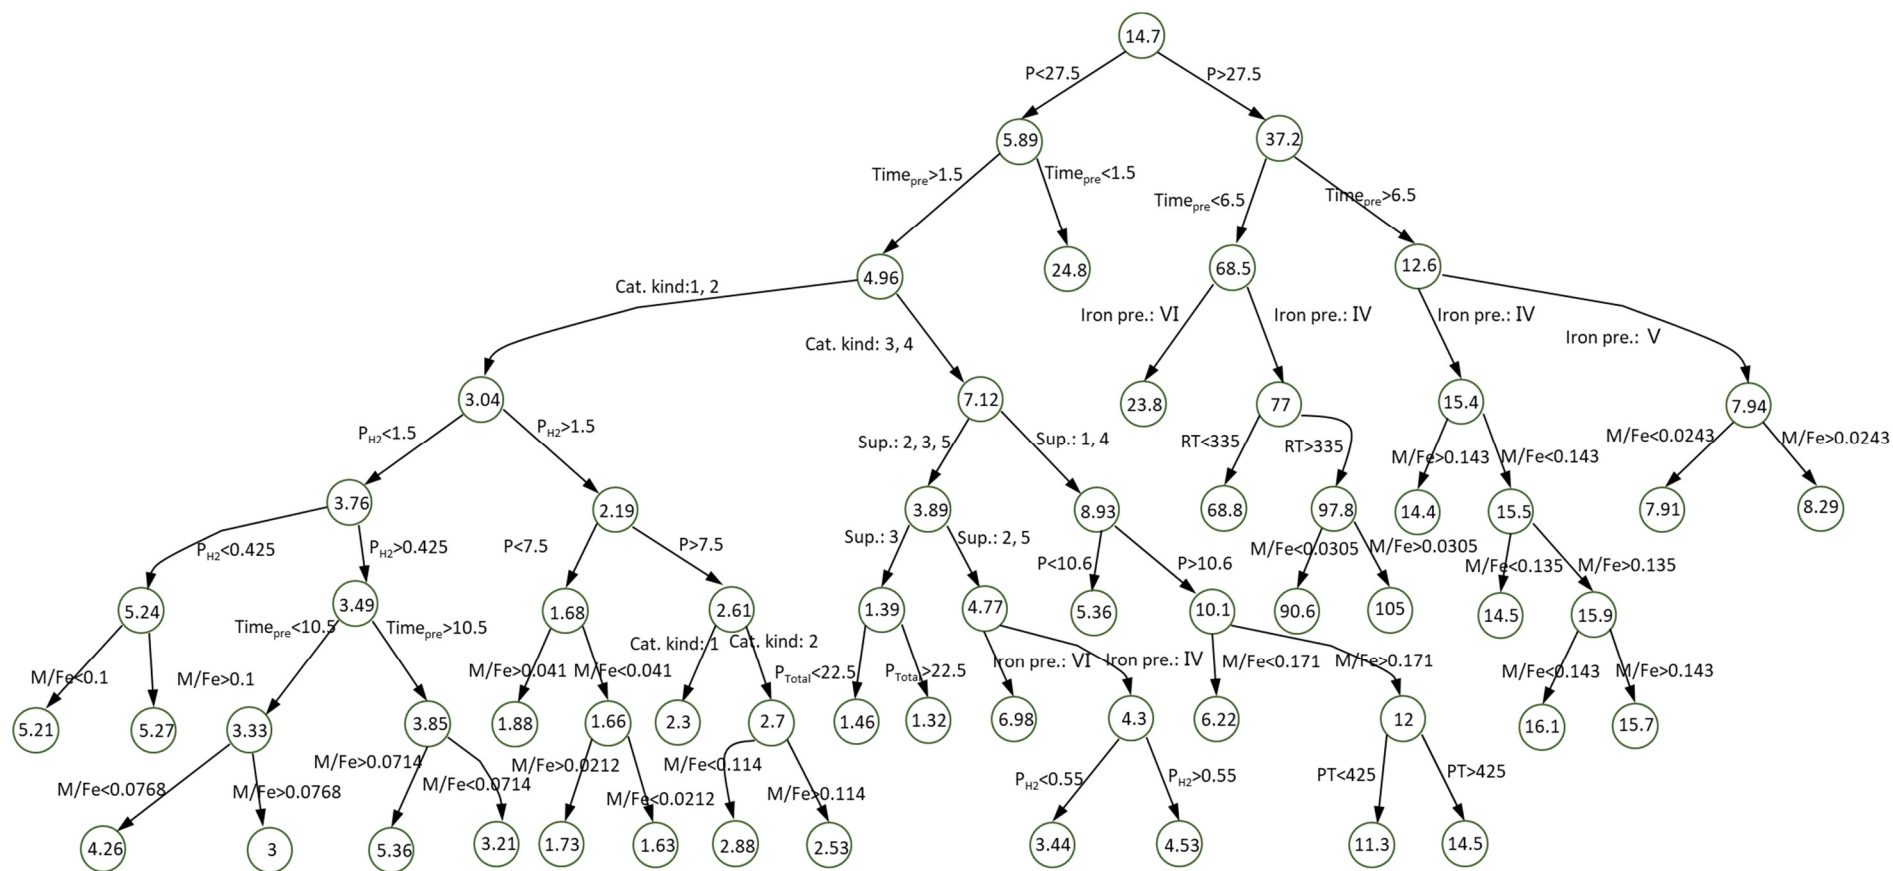 14.7
P<27.5
P>27.5
5.89
37.2
Time_pre>1.5
Time_pre<1.5
Time_pre<6.5
Time_pre>6.5
4.96
24.8
68.5
12.6
Cat. kind:1, 2
Cat. kind: 3, 4
Iron pre.: VI
Iron pre.: IV
Iron pre.: IV
Iron pre.: V
3.04
7.12
23.8
77
15.4
7.94
P_H2<1.5
P_H2>1.5
Sup.: 2, 3, 5
Sup.: 1, 4
RT<335
RT>335
M/Fe>0.143
M/Fe<0.143
M/Fe<0.0243
M/Fe>0.0243
3.76
2.19
3.89
8.93
68.8
97.8
14.4
15.5
7.91
8.29
P_H2<0.425
P_H2>0.425
P<7.5
P>7.5
Sup.: 3
Sup.: 2, 5
P<10.6
P>10.6
M/Fe<0.0305
M/Fe>0.0305
M/Fe<0.135
M/Fe>0.135
5.24
3.49
1.68
2.61
1.39
4.77
5.36
10.1
90.6
105
14.5
15.9
M/Fe<0.1
M/Fe>0.1
Time_pre<10.5
Time_pre>10.5
M/Fe>0.041
M/Fe<0.041
Cat. kind: 1
Cat. kind: 2
P_Total<22.5
P_Total>22.5
Iron pre.: VI
Iron pre.: IV
M/Fe<0.171
M/Fe>0.171
M/Fe<0.143
M/Fe>0.143
5.21
5.27
3.33
3.85
1.88
1.66
2.3
2.7
1.46
1.32
6.98
4.3
6.22
12
16.1
15.7
M/Fe<0.0768
M/Fe>0.0768
M/Fe>0.0714
M/Fe<0.0714
M/Fe>0.0212
M/Fe<0.0212
M/Fe<0.114
M/Fe>0.114
P_H2<0.55
P_H2>0.55
PT<425
PT>425
4.26
3
5.36
3.21
1.73
1.63
2.88
2.53
3.44
4.53
11.3
14.5